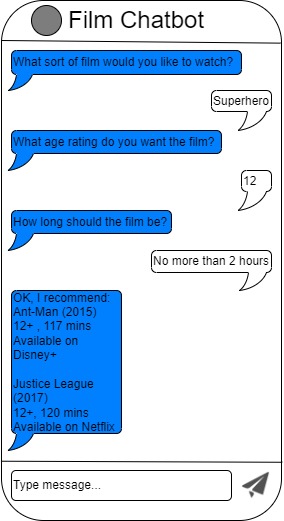 Film Chatbot
What sort of film would you like to watch?
Superhero
What age rating do you want the film?
12
How long should the film be?
No more than 2 hours
OK, I recommend:
Ant-Man (2015)
12+ , 117 mins
Available on
Disney+
Justice League
(2017)
12+, 120 mins
Available on Netflix
Type message...